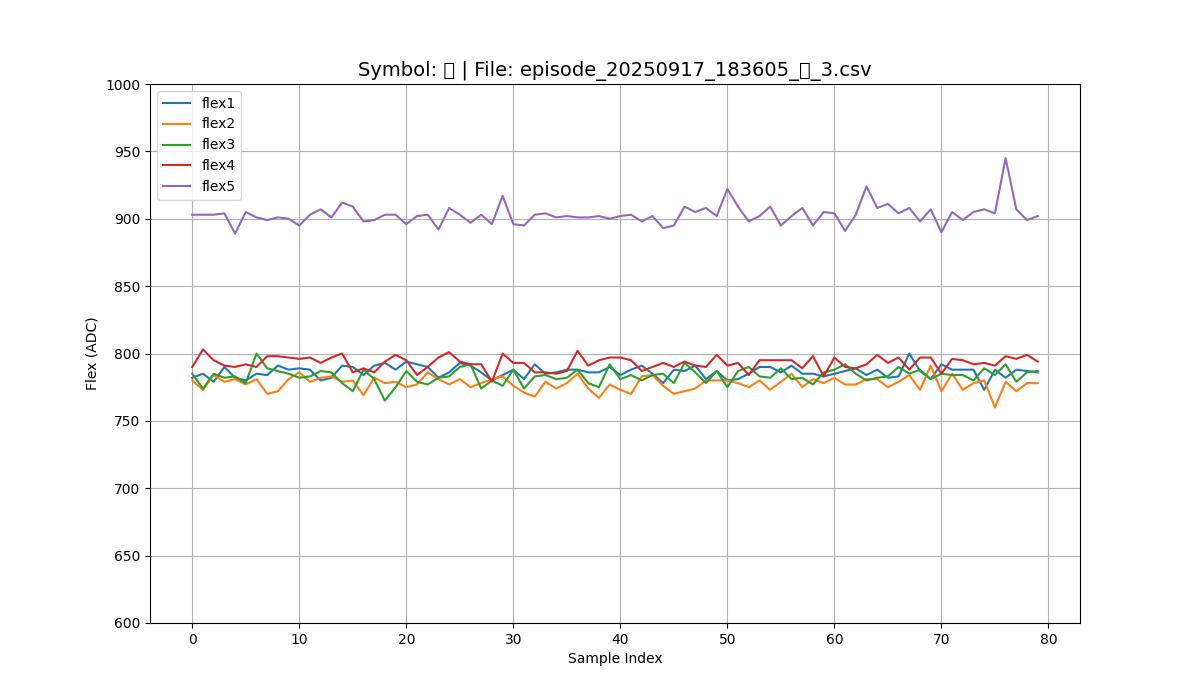 Symbol: | File: episode_20250917_183605_ _3.csv
1000
950
900
850
800
750
700
650
600
Flex (ADC)
flex1
flex2
flex3
flex4
flex5
0 10 20 30 40 50 60 70 80
Sample Index